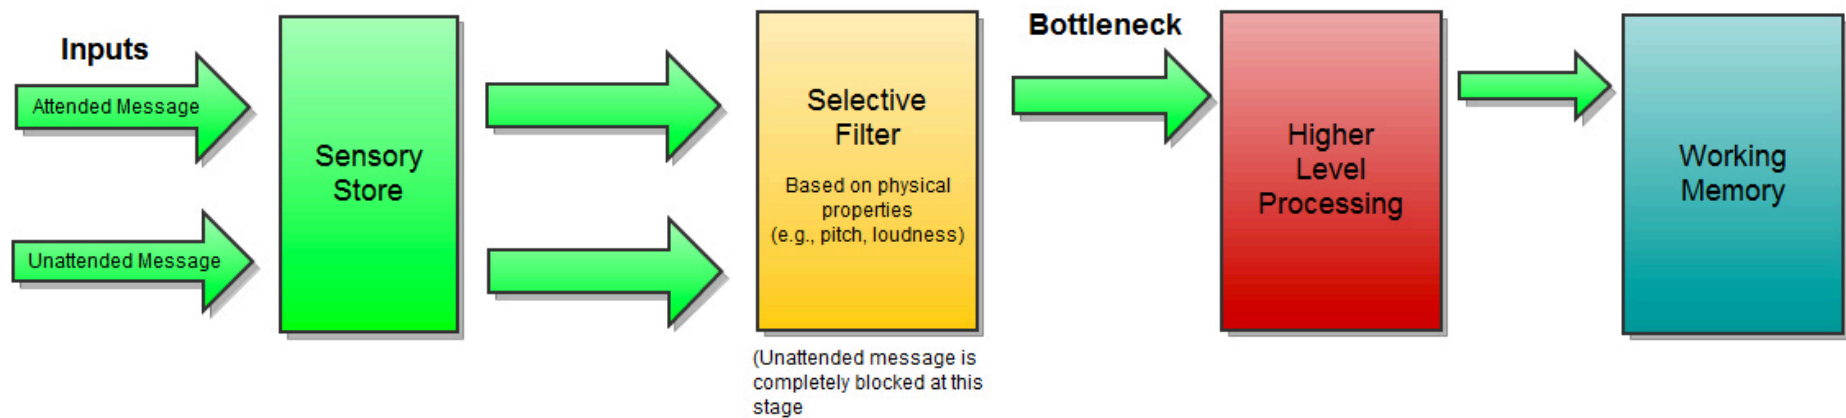 Inputs
Attended Message
Unattended Message
Sensory
Store
Selective
Filter
Based on physical
properties
(e.g., pitch, loudness)
(Unattended message is
completely blocked at this
stage
Bottleneck
Higher
Level
Processing
Working
Memory